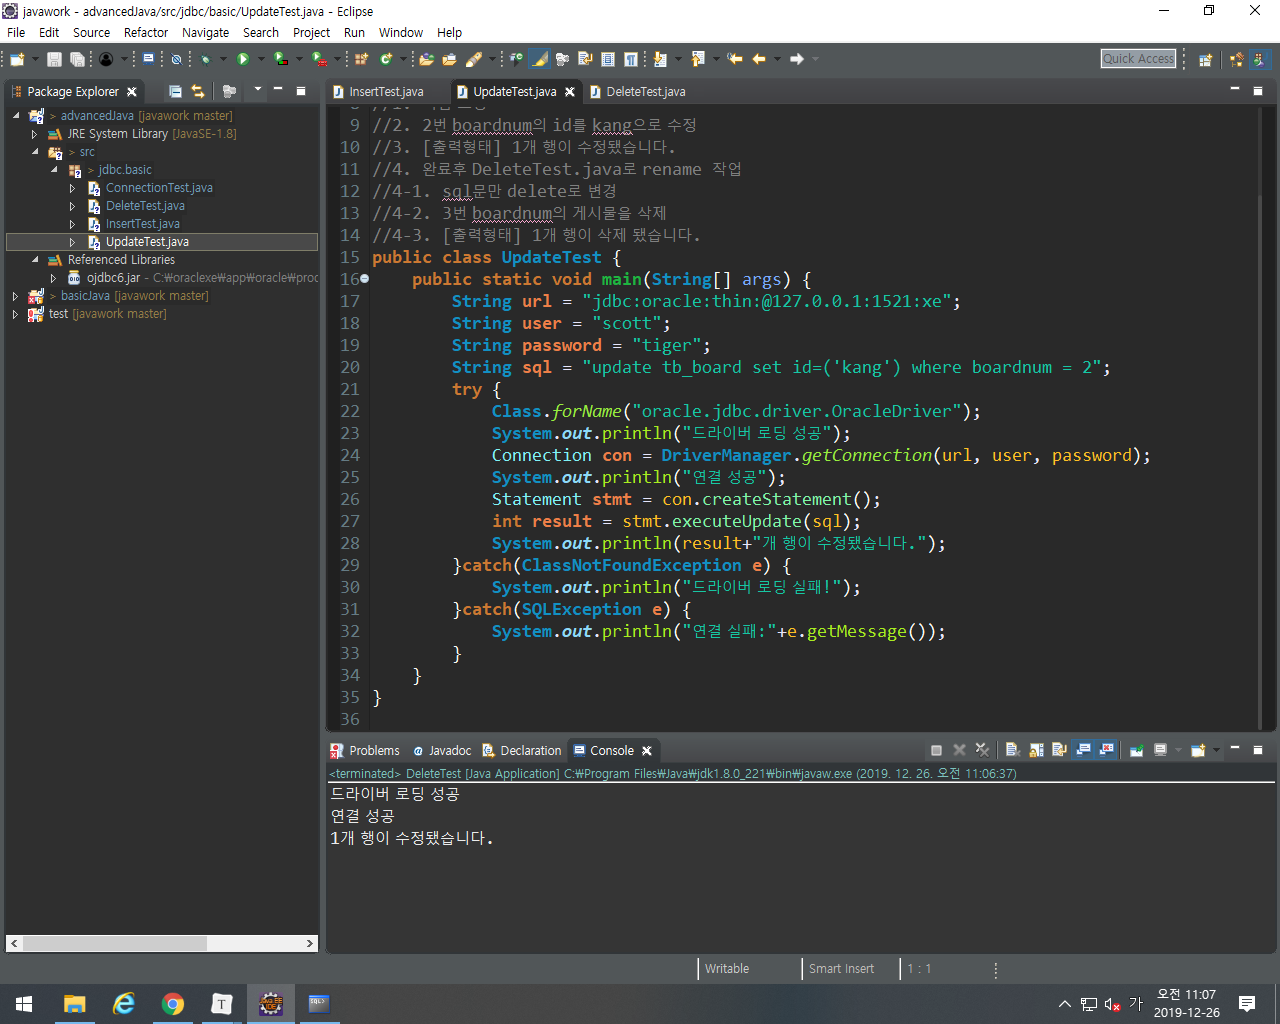 javawork - advancedJava/src/jdbc/basic/UpdateTest.java - Eclipse
File Edit Source Refactor Navigate Search Project Run Window Help
Quick Access
Package Explorer
> advancedJava [javawork master]
JRE System Library [JavaSE-1.8]
> src
> jdbc.basic
ConnectionTest.java
DeleteTest.java
InsertTest.java
UpdateTest.java
Referenced Libraries
ojdbc6.jar - C:₩oraclexe₩app₩oracle₩proc
> basicJava [javawork master]
test [javawork master]
InsertTest.java UpdateTest.java DeleteTest.java
9 //2. 2번 boardnum의 id를 kang으로 수정
10 //3. [출력형태] 1개 행이 수정됐습니다.
11 //4. 완료후 DeleteTest.java로 rename 작업
12 //4-1. sql문만 delete로 변경
13 //4-2. 3번 boardnum의 게시물을 삭제
14 //4-3. [출력형태] 1개 행이 삭제 됐습니다.
15 public class UpdateTest {
16 public static void main(String[] args) {
17 String url = "jdbc:oracle:thin:@127.0.0.1:1521:xe";
18 String user = "scott";
19 String password = "tiger";
20 String sql = "update tb_board set id=('kang') where boardnum = 2";
21 try {
22 Class.forName("oracle.jdbc.driver.OracleDriver");
23 System.out.println("드라이버 로딩 성공");
24 Connection con = DriverManager.getConnection(url, user, password);
25 System.out.println("연결 성공");
26 Statement stmt = con.createStatement();
27 int result = stmt.executeUpdate(sql);
28 System.out.println(result+"개 행이 수정됐습니다.");
29 }catch(ClassNotFoundException e) {
30 System.out.println("드라이버 로딩 실패!");
31 }catch(SQLException e) {
32 System.out.println("연결 실패:"+e.getMessage());
33 }
34 }
35 }
36
Problems Javadoc Declaration Console
<terminated> DeleteTest [Java Application] C:₩Program Files₩Java₩jdk1.8.0_221₩bin₩javaw.exe (2019. 12. 26. 오전 11:06:37)
드라이버 로딩 성공
연결 성공
1개 행이 수정됐습니다.
Writable Smart Insert 1 : 1
가 오전 11:07
2019-12-26